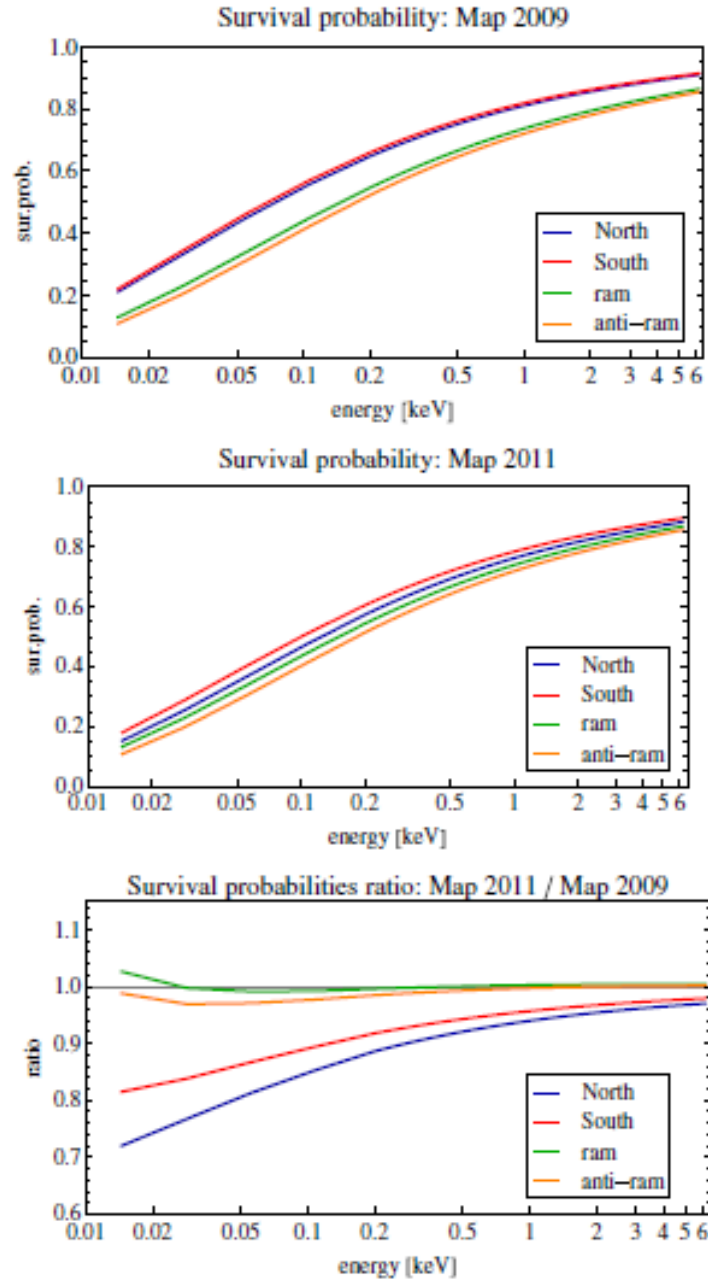 Survival probability: Map 2009
1.0
0.8
0.6
0.4
0.2
0.0
sur.prob.
North
South
ram
anti−ram
0.01 0.02 0.05 0.1 0.2 0.5 1 2 3 4 5 6
energy [keV]
Survival probability: Map 2011
1.0
0.8
0.6
0.4
0.2
0.0
sur.prob.
North
South
ram
anti−ram
0.01 0.02 0.05 0.1 0.2 0.5 1 2 3 4 5 6
energy [keV]
Survival probabilities ratio: Map 2011 / Map 2009
1.1
1.0
0.9
0.8
0.7
0.6
ratio
North
South
ram
anti−ram
0.01 0.02 0.05 0.1 0.2 0.5 1 2 3 4 5 6
energy [keV]